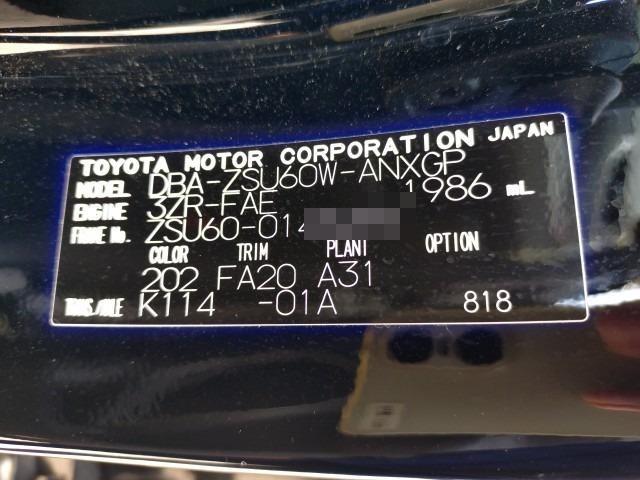 TOYOTA MOTOR CORPORATION JAPAN
MODEL DBA-ZSU60W-ANXGP
ENGINE 3ZR-FAE 1986 mL
FRAME No. ZSU60-014
COLOR TRIM PLANT OPTION
202 FA20 A31
TRANS/AXLE K114 -01A 818